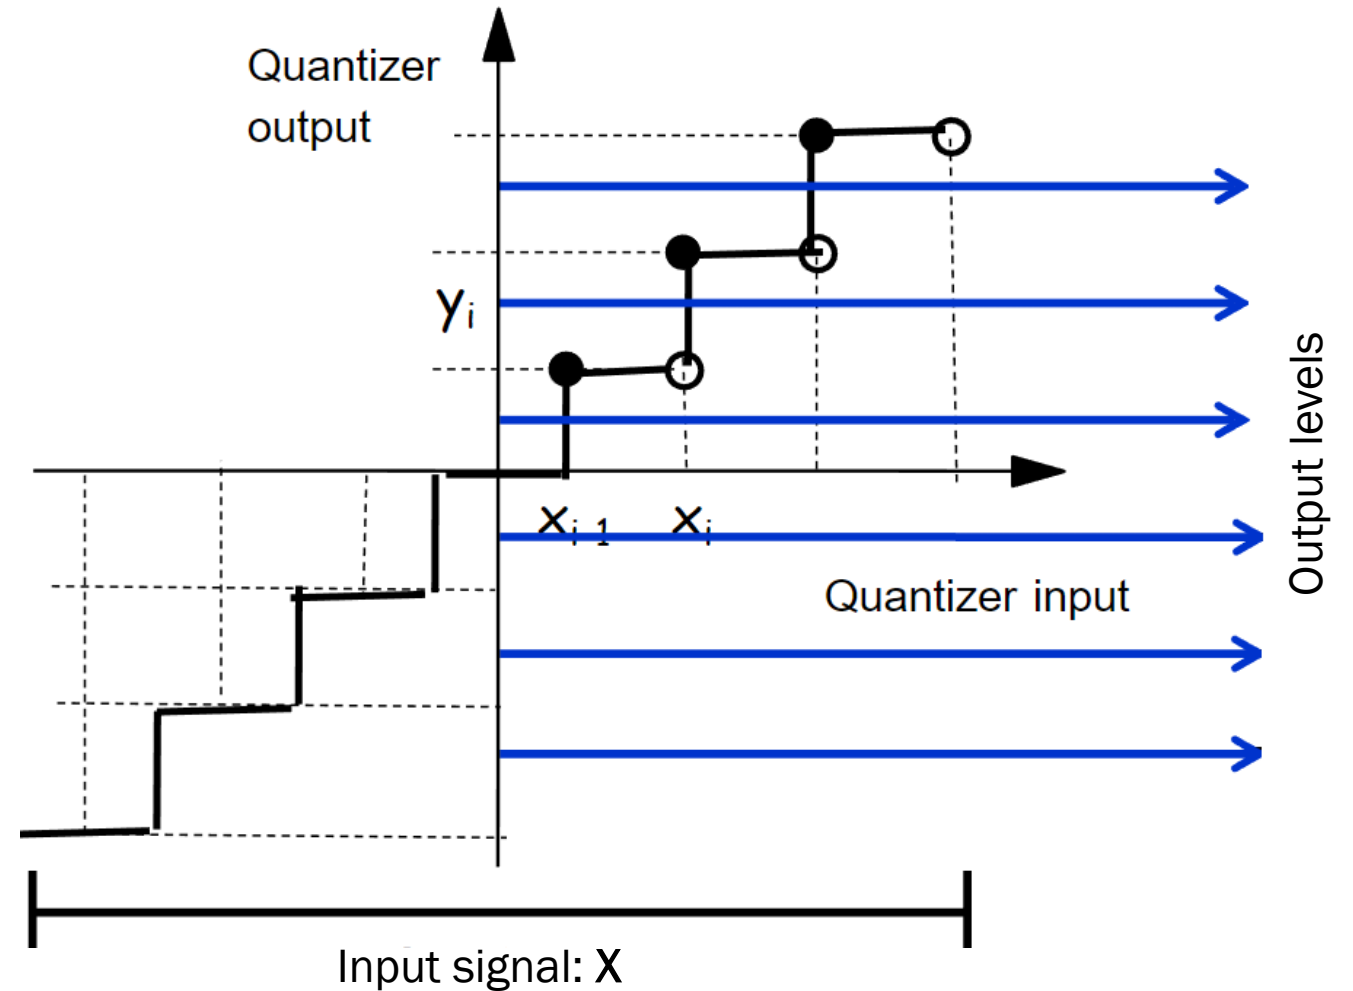 Quantizer
output
yᵢ
xᵢ₋₁
xᵢ
Quantizer input
Output levels
Input signal: X